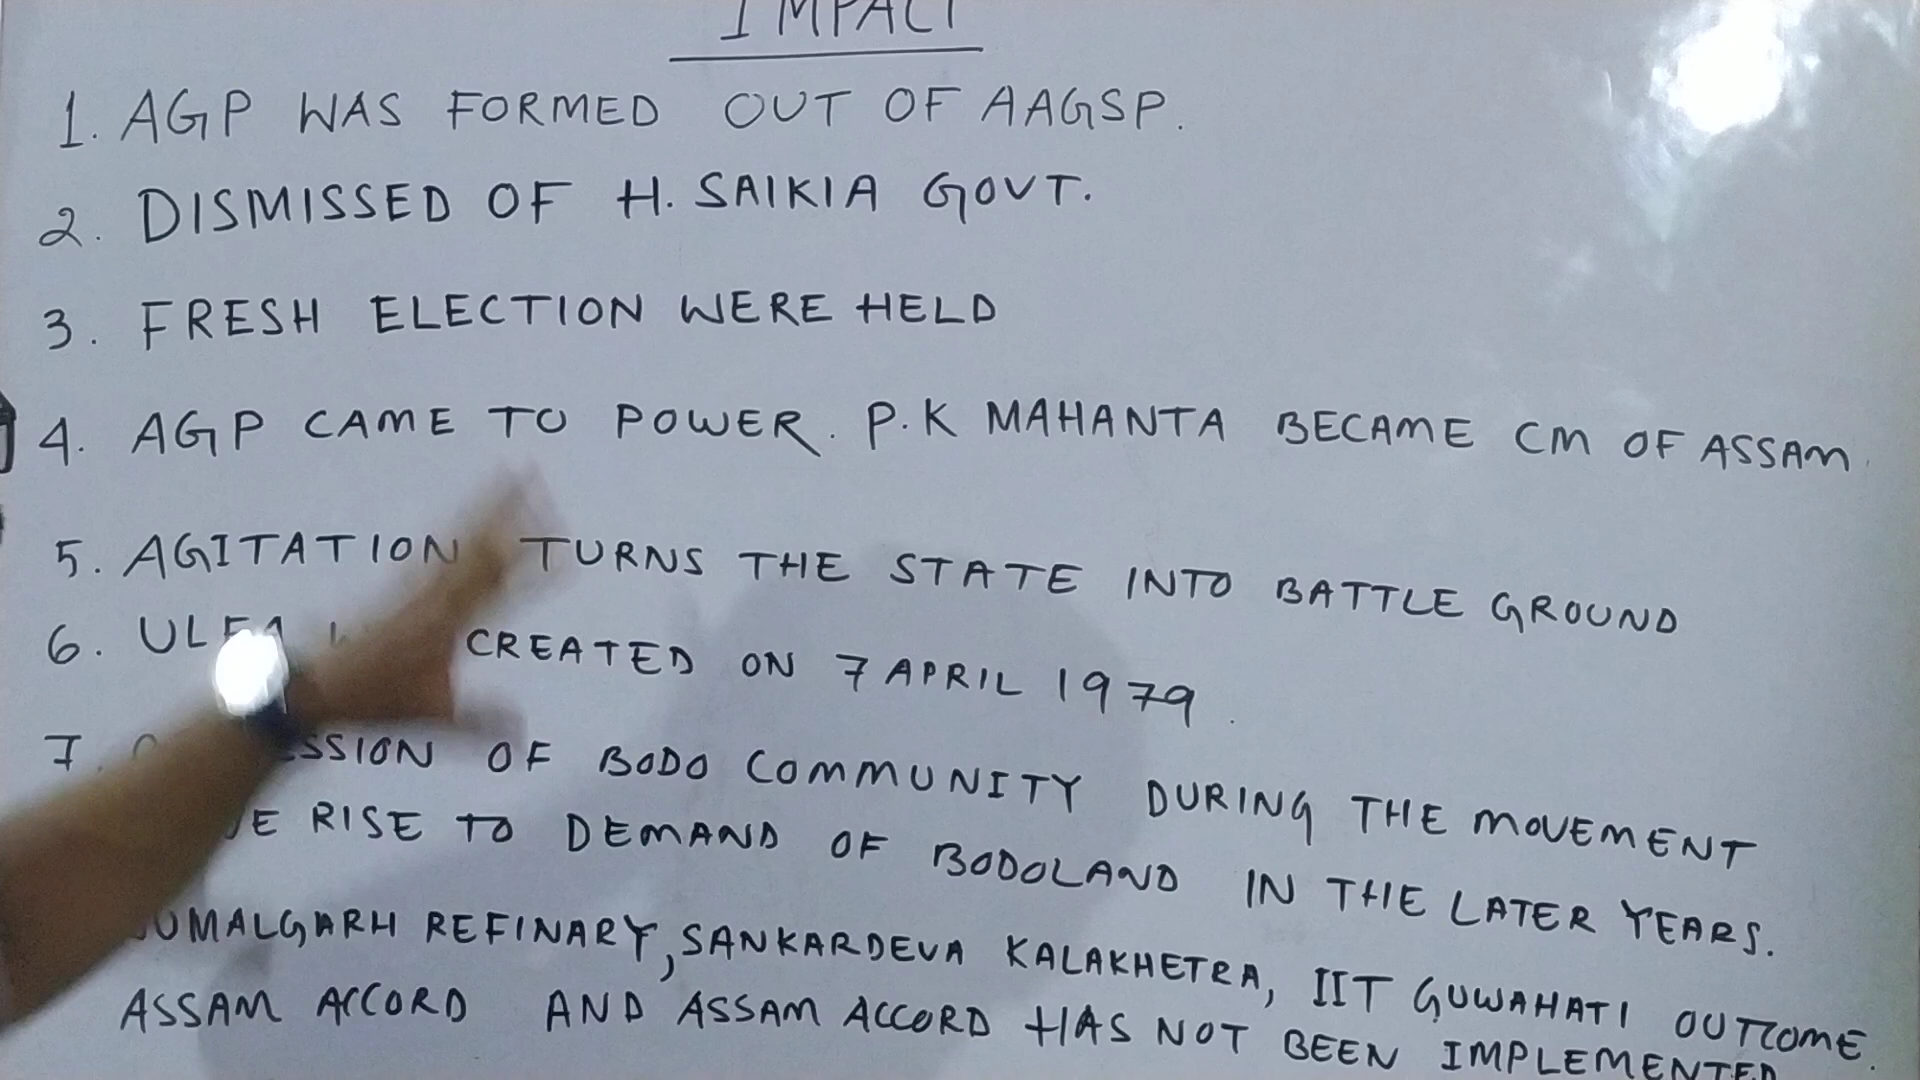 IMPACT
1. AGP WAS FORMED OUT OF AAGSP.
2. DISMISSED OF H. SAIKIA GOVT.
3. FRESH ELECTION WERE HELD
4. AGP CAME TO POWER. P.K MAHANTA BECAME CM OF ASSAM.
5. AGITATION TURNS THE STATE INTO BATTLE GROUND
6. ULFA CREATED ON 7 APRIL 1979.
7. OF BODO COMMUNITY DURING THE MOVEMENT
RISE TO DEMAND OF BODOLAND IN THE LATER YEARS.
REFINARY, SANKARDEVA KALAKHETRA, IIT GUWAHATI OUTCOME.
ASSAM ACCORD AND ASSAM ACCORD HAS NOT BEEN IMPLEMENTED